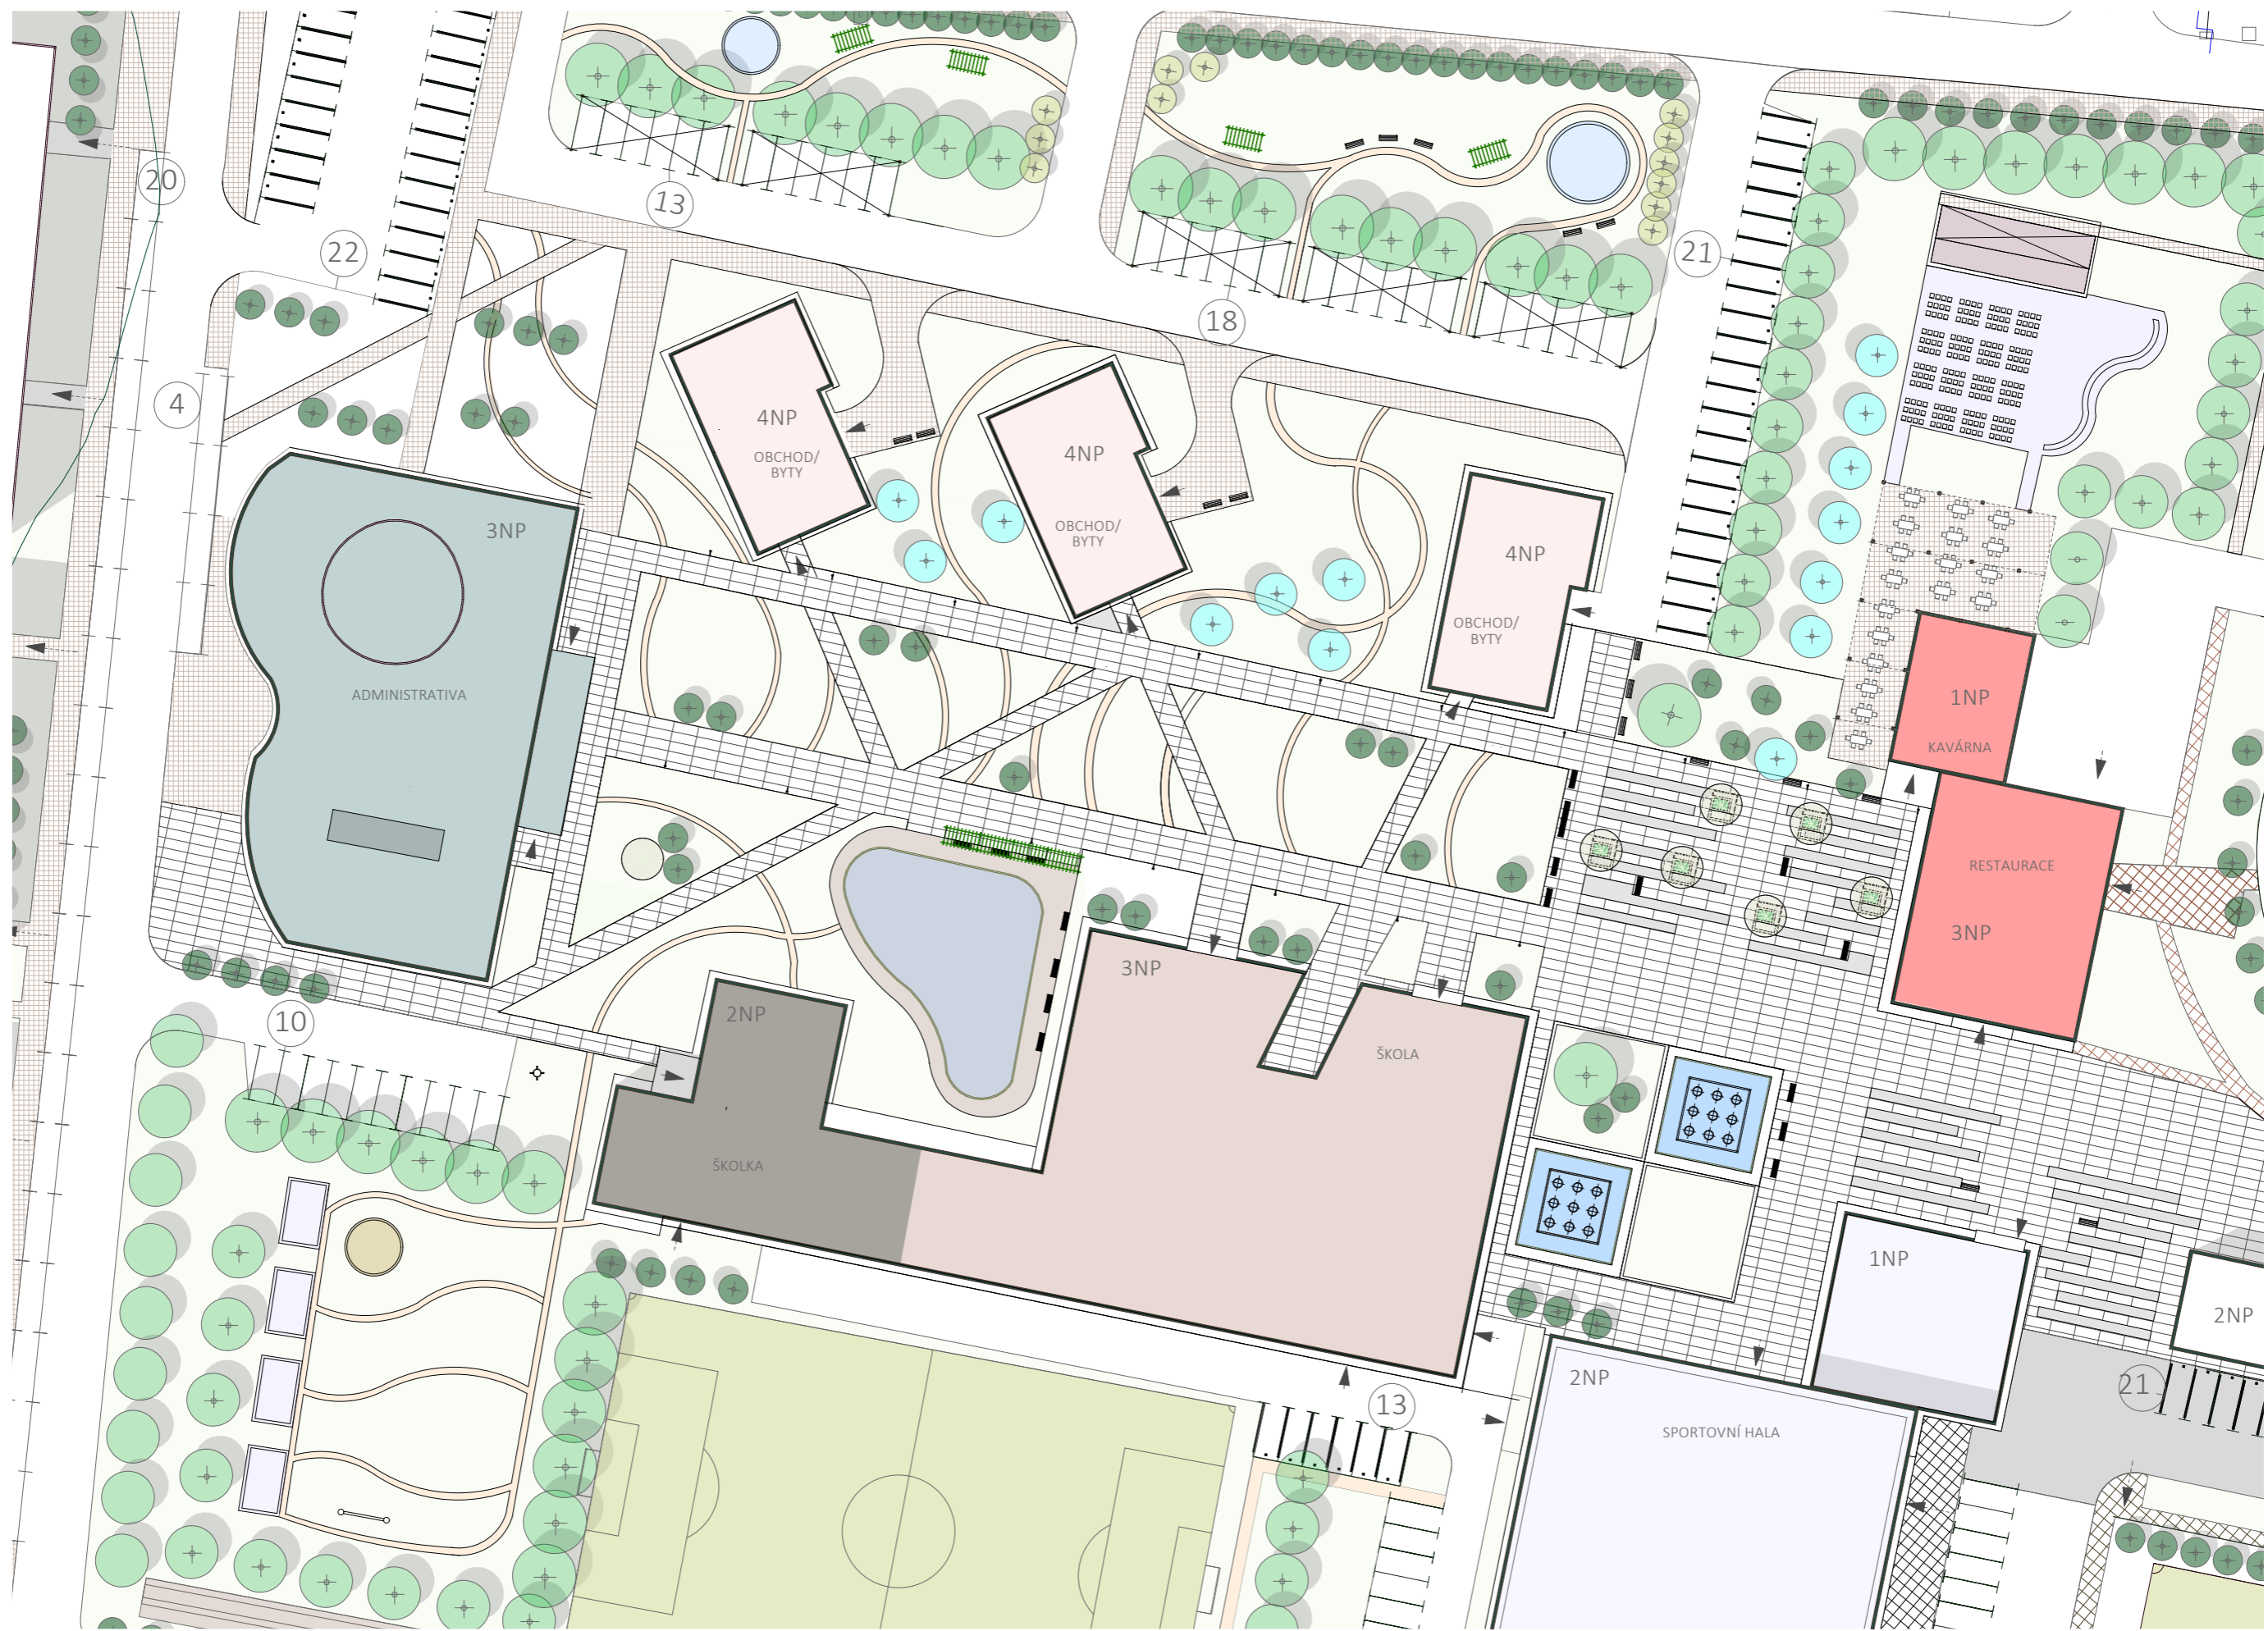 20
13
22
21
18
4
4NP
OBCHOD/
BYTY
4NP
OBCHOD/
BYTY
4NP
OBCHOD/
BYTY
3NP
ADMINISTRATIVA
1NP
KAVÁRNA
RESTAURACE
3NP
3NP
ŠKOLA
2NP
ŠKOLKA
10
1NP
2NP
2NP
SPORTOVNÍ HALA
13
21